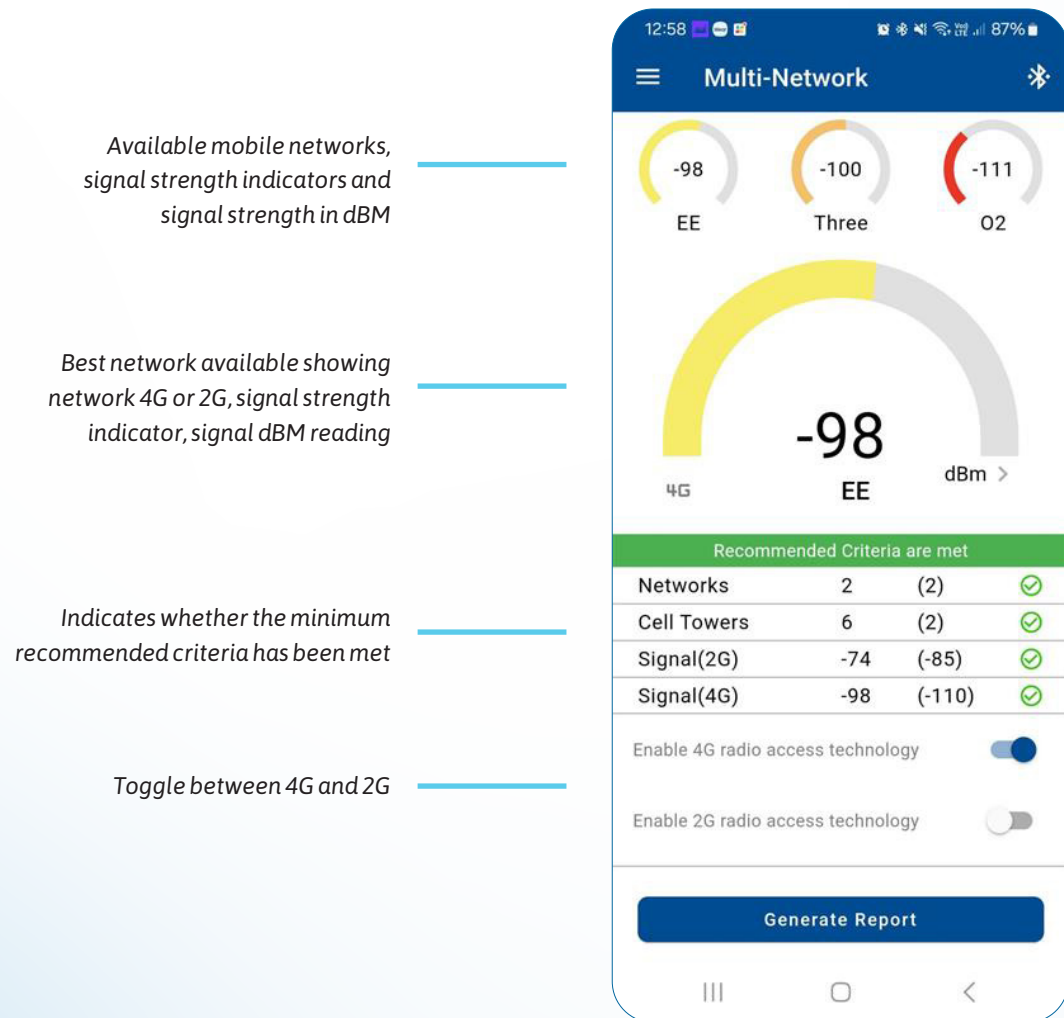 12:58 87%
Multi-Network
Available mobile networks,
signal strength indicators and
signal strength in dBM
-98 -100 -111
EE Three O2
Best network available showing
network 4G or 2G, signal strength
indicator, signal dBM reading
-98
4G EE dBm >
Recommended Criteria are met
Networks 2 (2)
Cell Towers 6 (2)
Signal(2G) -74 (-85)
Signal(4G) -98 (-110)
Indicates whether the minimum
recommended criteria has been met
Enable 4G radio access technology
Toggle between 4G and 2G
Enable 2G radio access technology
Generate Report